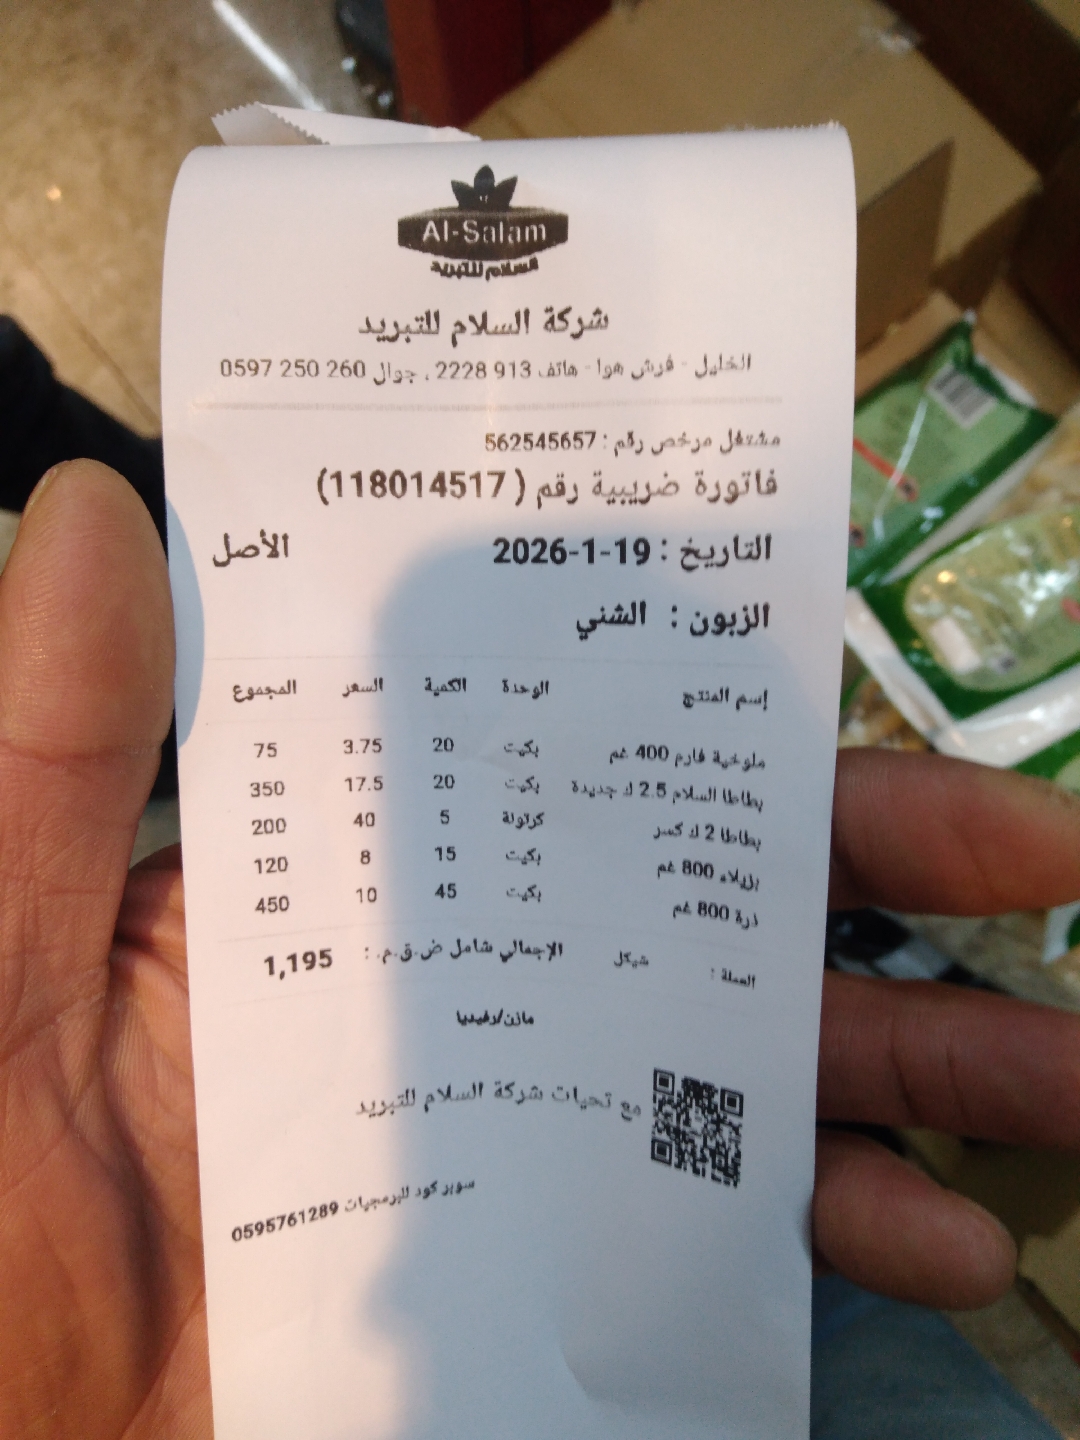 Al-Salam
السلام للتبريد
شركة السلام للتبريد
الخليل - فرش هوا - هاتف 913 2228 ، جوال 260 250 0597
مشتغل مرخص رقم : 562545657
فاتورة ضريبية رقم ( 118014517)
التاريخ : 19-1-2026 الأصل
الزبون : الشني
إسم المنتج الوحدة الكمية السعر المجموع
ملوخية فارم 400 غم بكيت 20 3.75 75
بطاطا السلام 2.5 ك جديدة بكيت 20 17.5 350
بطاطا 2 ك كسر كرتونة 5 40 200
بزيلاء 800 غم بكيت 15 8 120
ذرة 800 غم بكيت 45 10 450
العملة : شيكل الإجمالي شامل ض.ق.م. : 1,195
مازن/رفيديا
مع تحيات شركة السلام للتبريد
سوبر كود للبرمجيات 0595761289